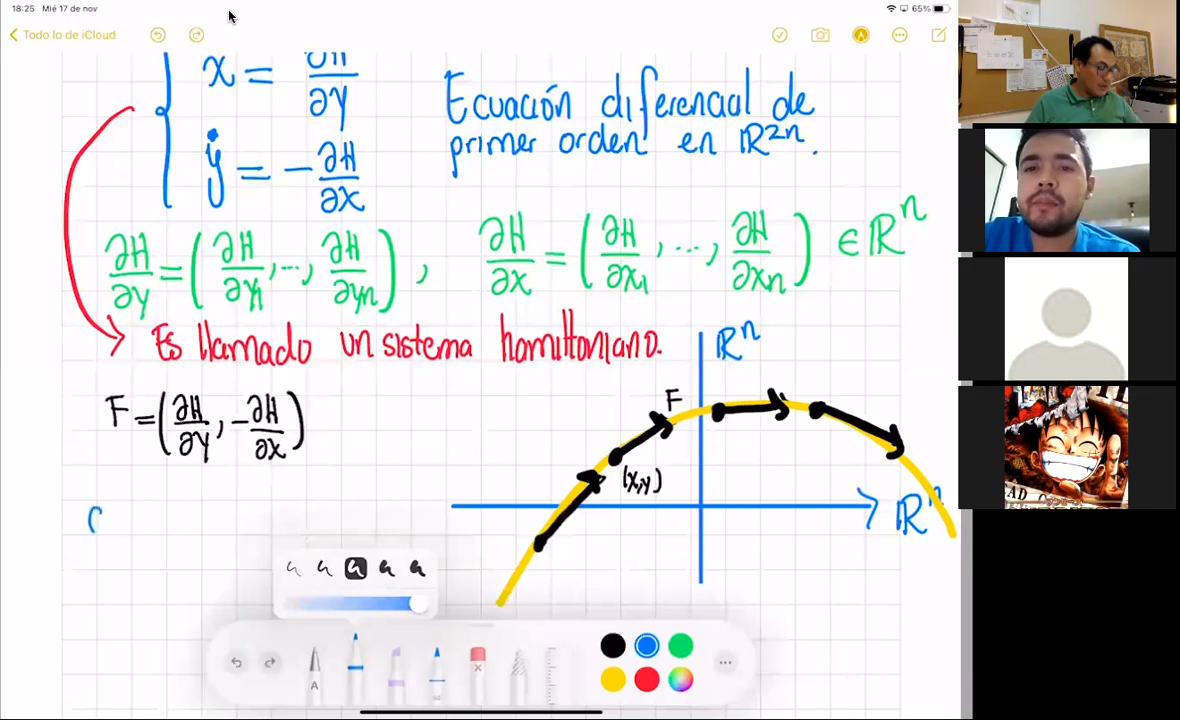 18:25 Mié 17 de nov
65%
Todo lo de iCloud
x = ∂H/∂y
ẏ = -∂H/∂x
Ecuación diferencial de
primer orden en ℝ²ⁿ.
∂H/∂y = (∂H/∂y₁, ..., ∂H/∂yn), ∂H/∂x = (∂H/∂x₁, ..., ∂H/∂xn) ∈ ℝⁿ
Es llamado un sistema hamiltoniano.
ℝⁿ
F = (∂H/∂y, -∂H/∂x)
F
(x,y)
ℝⁿ
A